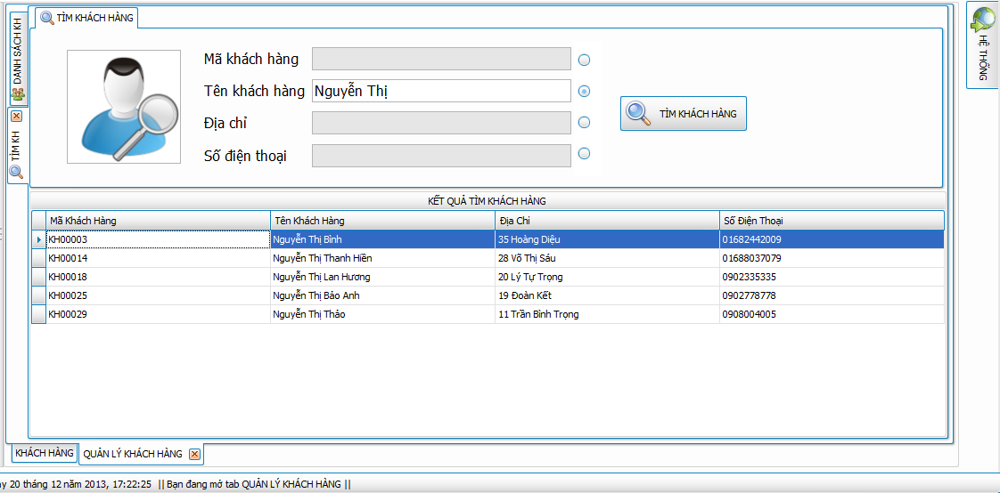 TÌM KHÁCH HÀNG
DANH SÁCH KH
TÌM KH
HỆ THỐNG
Mã khách hàng
Tên khách hàng Nguyễn Thị
Địa chỉ
Số điện thoại
TÌM KHÁCH HÀNG
KẾT QUẢ TÌM KHÁCH HÀNG
Mã Khách Hàng Tên Khách Hàng Địa Chỉ Số Điện Thoại
KH00003 Nguyễn Thị Bình 35 Hoàng Diệu 01682442009
KH00014 Nguyễn Thị Thanh Hiền 28 Võ Thị Sáu 01688037079
KH00018 Nguyễn Thị Lan Hương 20 Lý Tự Trọng 0902335335
KH00025 Nguyễn Thị Bảo Anh 19 Đoàn Kết 0902778778
KH00029 Nguyễn Thị Thảo 11 Trần Bình Trọng 0908004005
KHÁCH HÀNG QUẢN LÝ KHÁCH HÀNG
ay 20 tháng 12 năm 2013, 17:22:25 || Bạn đang mở tab QUẢN LÝ KHÁCH HÀNG ||